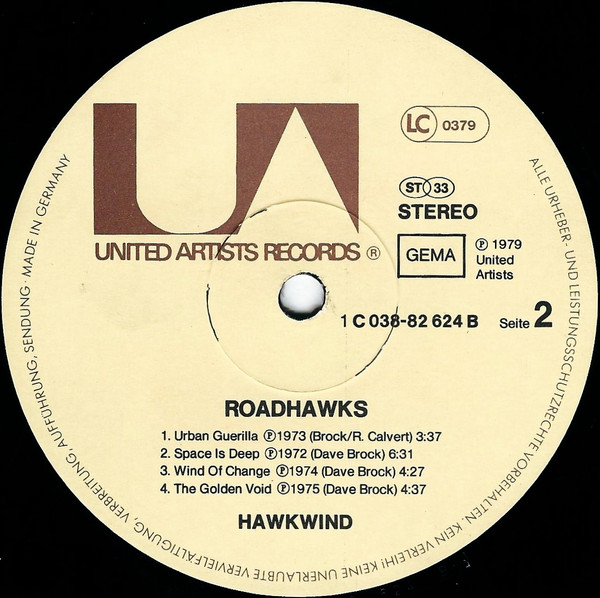 UA
LC 0379
ST 33
STEREO
UNITED ARTISTS RECORDS ®
GEMA
℗ 1979
United
Artists
1 C 038-82 624 B
Seite 2
ROADHAWKS
1. Urban Guerilla ℗ 1973 (Brock/R. Calvert) 3:37
2. Space Is Deep ℗ 1972 (Dave Brock) 6:31
3. Wind Of Change ℗ 1974 (Dave Brock) 4:27
4. The Golden Void ℗ 1975 (Dave Brock) 4:37
HAWKWIND
ALLE URHEBER- UND LEISTUNGSSCHUTZRECHTE VORBEHALTEN. KEIN VERLEIH! KEINE UNERLAUBTE VERVIELFÄLTIGUNG, VERBREITUNG, AUFFÜHRUNG, SENDUNG · MADE IN GERMANY